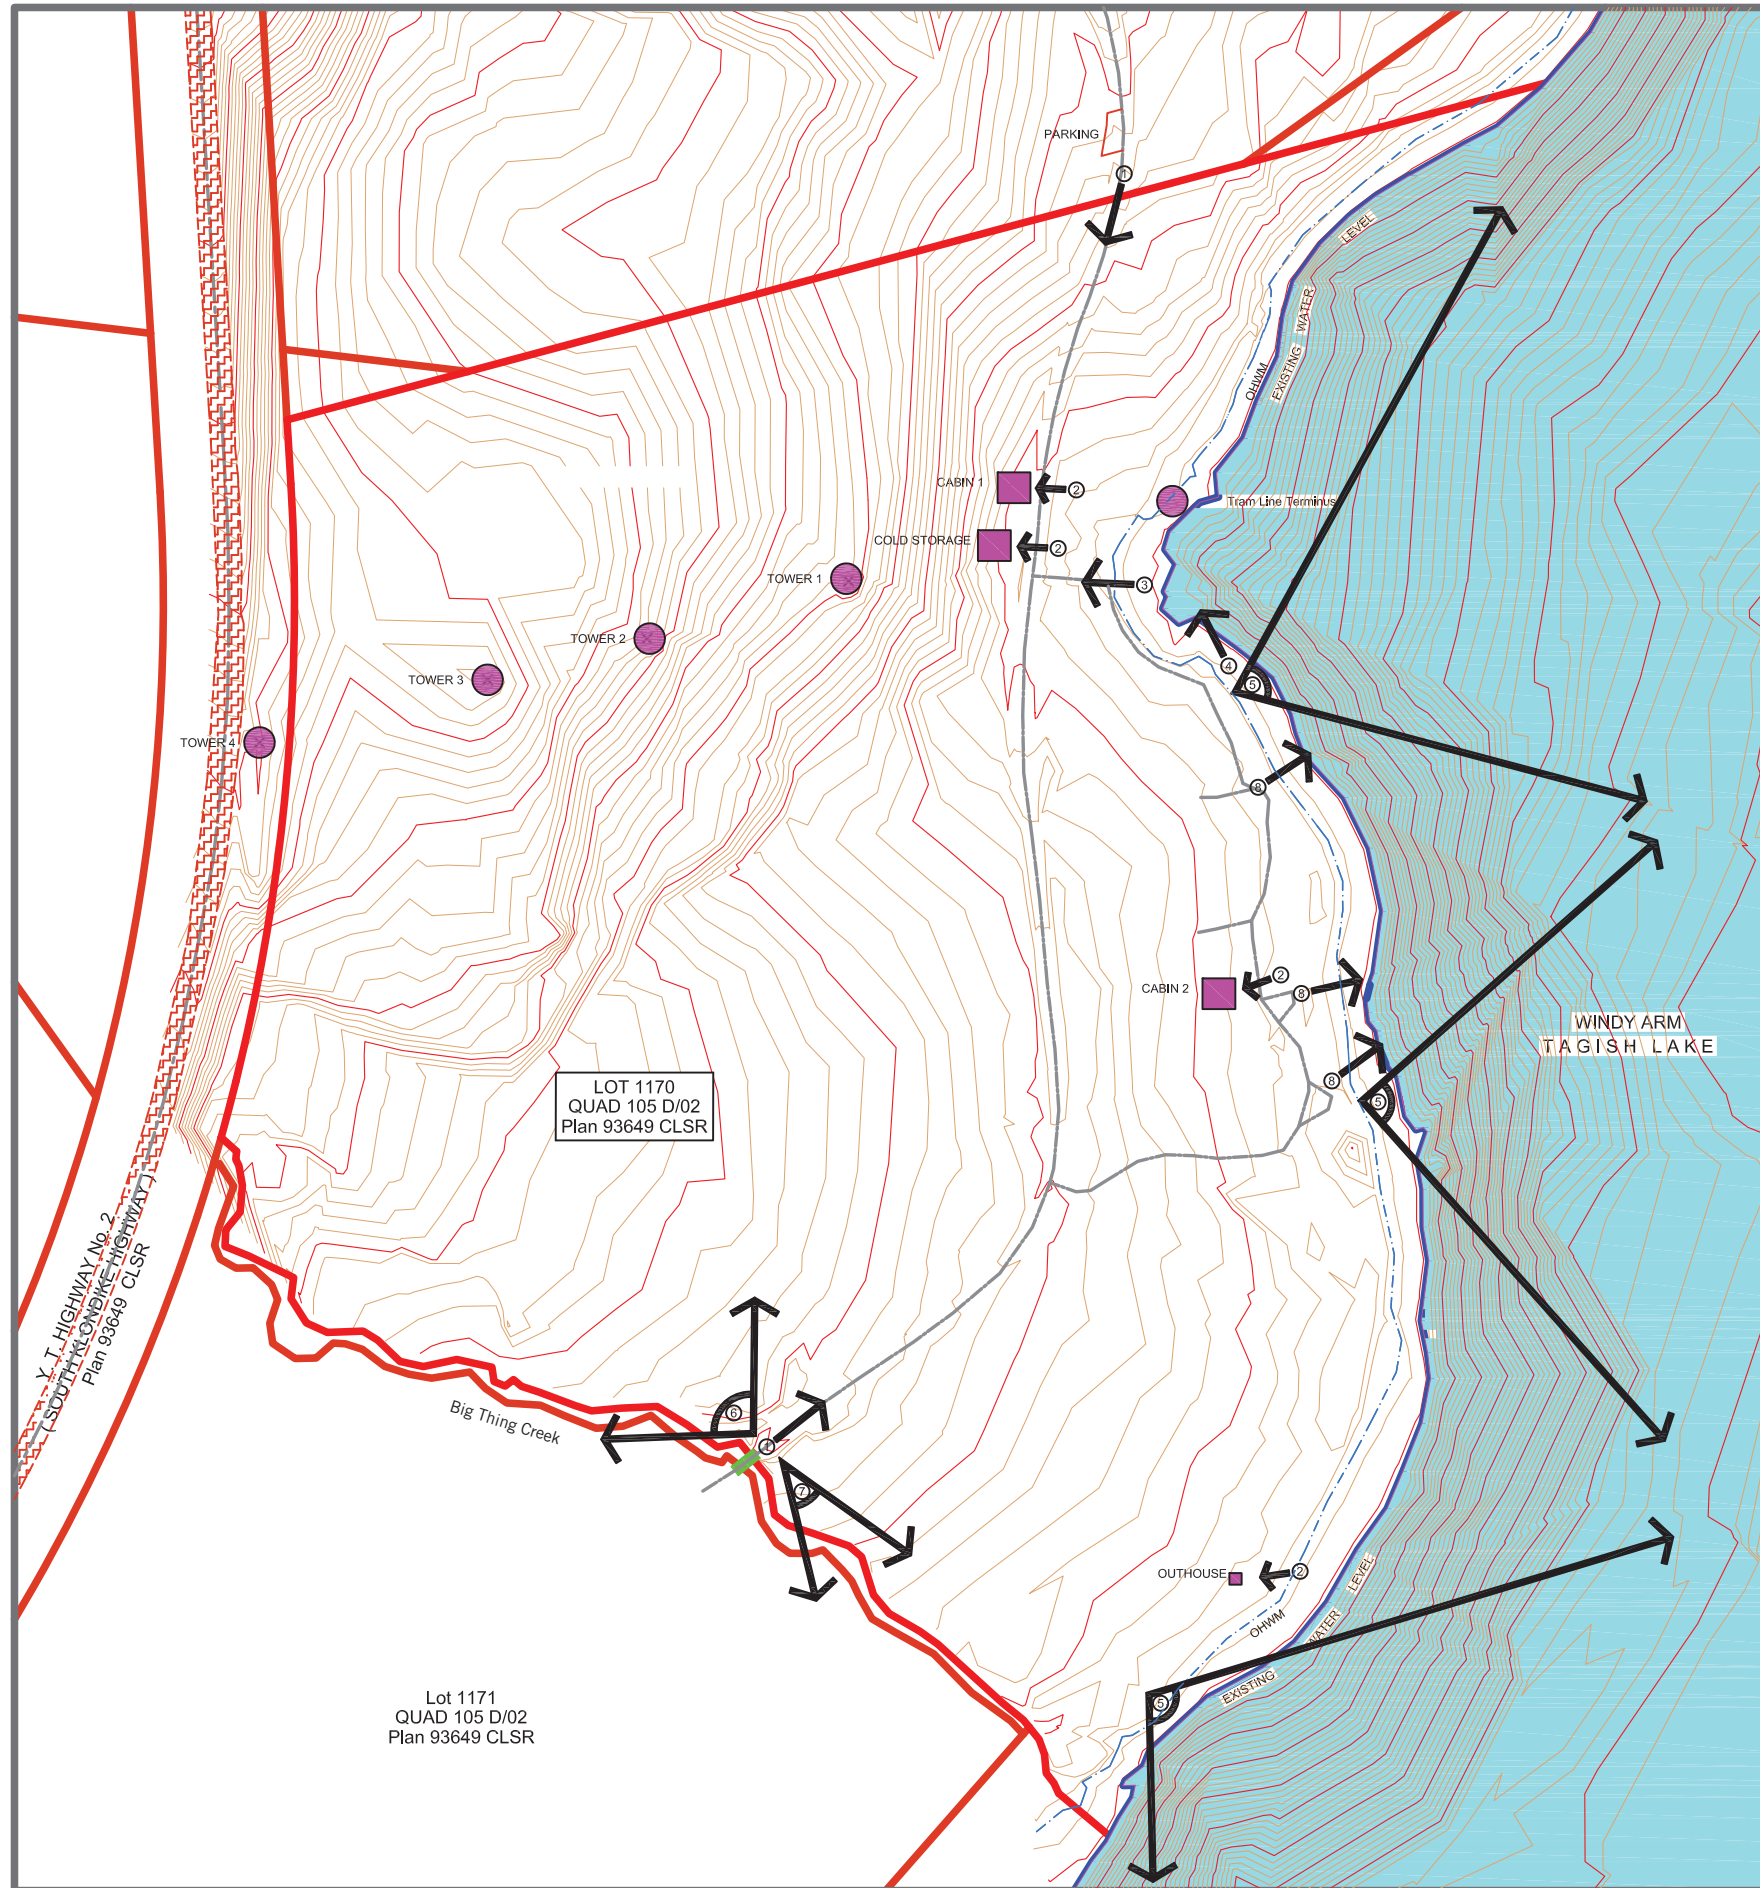 PARKING
1
LEVEL
WATER
EXISTING
OHWM
CABIN 1
2
Tram Line Terminus
COLD STORAGE
2
TOWER 1
3
TOWER 2
4
TOWER 3
5
TOWER 4
8
CABIN 2
2
8
WINDY ARM
TAGISH LAKE
8
5
LOT 1170
QUAD 105 D/02
Plan 93649 CLSR
Y. T. HIGHWAY No. 2
( SOUTH KLONDIKE HIGHWAY )
Plan 93649 CLSR
Big Thing Creek
6
1
7
OUTHOUSE
2
LEVEL
WATER
OHWM
EXISTING
5
Lot 1171
QUAD 105 D/02
Plan 93649 CLSR